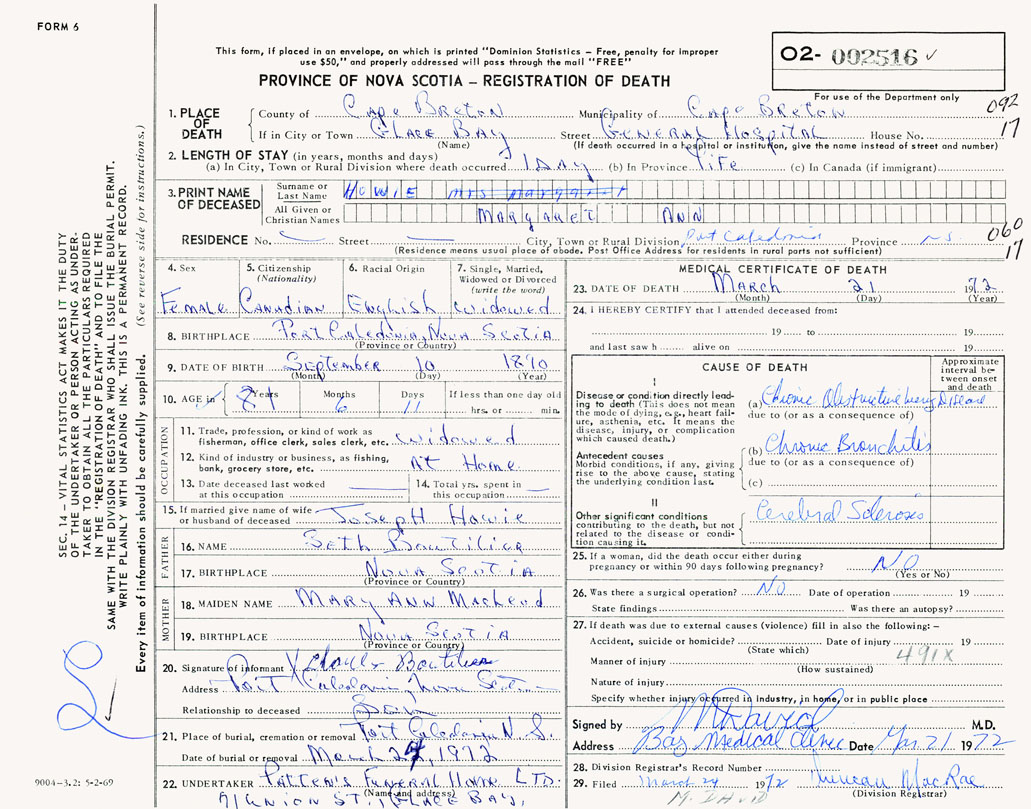 FORM 6
This form, if placed in an envelope, on which is printed "Dominion Statistics – Free, penalty for improper
use $50," and properly addressed will pass through the mail "FREE"
PROVINCE OF NOVA SCOTIA – REGISTRATION OF DEATH
O2- 002516 ✓
For use of the Department only
092
17
1. PLACE OF DEATH
County of Cape Breton Municipality of Cape Breton
If in City or Town Glace Bay Street General Hospital House No.
(Name) (If death occurred in a hospital or institution, give the name instead of street and number)
2. LENGTH OF STAY (in years, months and days)
(a) In City, Town or Rural Division where death occurred 1 Day (b) In Province Life (c) In Canada (if immigrant)
3. PRINT NAME OF DECEASED
Surname or Last Name HOWIE MRS MARGARET
All Given or Christian Names MARGARET ANN
RESIDENCE No. Street City, Town or Rural Division Port Caledonia Province NS
060
17
(Residence means usual place of abode. Post Office Address for residents in rural ports not sufficient)
4. Sex Female
5. Citizenship (Nationality) Canadian
6. Racial Origin English
7. Single, Married, Widowed or Divorced (write the word) Widowed
8. BIRTHPLACE Port Caledonia, Nova Scotia
(Province or Country)
9. DATE OF BIRTH September 10 1890
(Month) (Day) (Year)
10. AGE in Years 81 Months 6 Days 11 If less than one day old hrs. or min.
OCCUPATION
11. Trade, profession or kind of work as
fisherman, office clerk, sales clerk, etc. Widowed
12. Kind of industry or business, as fishing,
bank, grocery store, etc. At Home
13. Date deceased last worked at this occupation
14. Total yrs. spent in this occupation
15. If married give name of wife
or husband of deceased Joseph Howie
FATHER
16. NAME Seth Boutilier
17. BIRTHPLACE Nova Scotia
(Province or Country)
MOTHER
18. MAIDEN NAME Mary Ann MacLeod
19. BIRTHPLACE Nova Scotia
(Province or Country)
20. Signature of informant Boutilier
Address Port Caledonia, Nova Scotia
Relationship to deceased Son
21. Place of burial, cremation or removal Port Caledonia N.S.
Date of burial or removal March 24, 1972
22. UNDERTAKER Patten's Funeral Home LTD.
(Name and address)
71 Union St., Glace Bay,
MEDICAL CERTIFICATE OF DEATH
23. DATE OF DEATH March 21 1972
(Month) (Day) (Year)
24. I HEREBY CERTIFY that I attended deceased from:
19 to 19
and last saw h alive on 19
CAUSE OF DEATH
Approximate interval between onset and death
I
Disease or condition directly lead-
ing to death (This does not mean
the mode of dying, e.g., heart fail-
ure, asthenia, etc. It means the
disease, injury, or complication
which caused death.)
(a) Chronic Obstructive Lung Disease
due to (or as a consequence of)
Antecedent causes
Morbid conditions, if any, giving
rise to the above cause, stating
the underlying condition last.
(b) Chronic Bronchitis
due to (or as a consequence of)
(c)
II
Other significant conditions
contributing to the death, but not
related to the disease or condi-
tion causing it.
Cerebral Sclerosis
25. If a woman, did the death occur either during
pregnancy or within 90 days following pregnancy? NO
(Yes or No)
26. Was there a surgical operation? NO Date of operation 19
State findings Was there an autopsy?
27. If death was due to external causes (violence) fill in also the following: –
Accident, suicide or homicide? Date of injury 19
(State which)
491X
Manner of injury
(How sustained)
Nature of injury
Specify whether injury occurred in industry, in home, or in public place
Signed by M David M.D.
Address Bay Medical Clinic Date Mar. 21 1972
28. Division Registrar's Record Number
29. Filed March 24 1972 Duncan MacRae
(Division Registrar)
M. DAVID
SEC. 14 – VITAL STATISTICS ACT MAKES IT THE DUTY
OF THE UNDERTAKER OR PERSON ACTING AS UNDER-
TAKER TO OBTAIN ALL THE PARTICULARS REQUIRED
IN THE "REGISTRATION OF DEATH" AND TO FILE THE
SAME WITH THE DIVISION REGISTRAR WHO SHALL ISSUE THE BURIAL PERMIT.
WRITE PLAINLY WITH UNFADING INK. THIS IS A PERMANENT RECORD.
Every item of information should be carefully supplied. (See reverse side for instructions.)
9004–3.2: 5-2-69